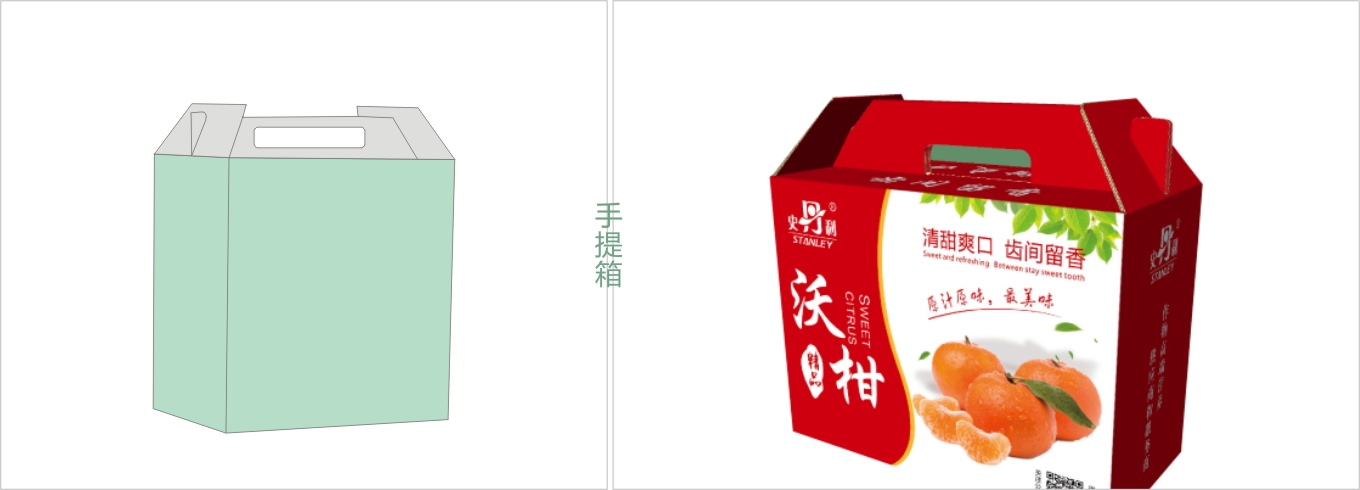 手提箱
史丹利®
STANLEY
沃柑
精品
SWEET
CITRUS
清甜爽口 齿间留香
Sweet and refreshing Between stay sweet tooth
原汁原味，最美味
史丹利
STANLEY